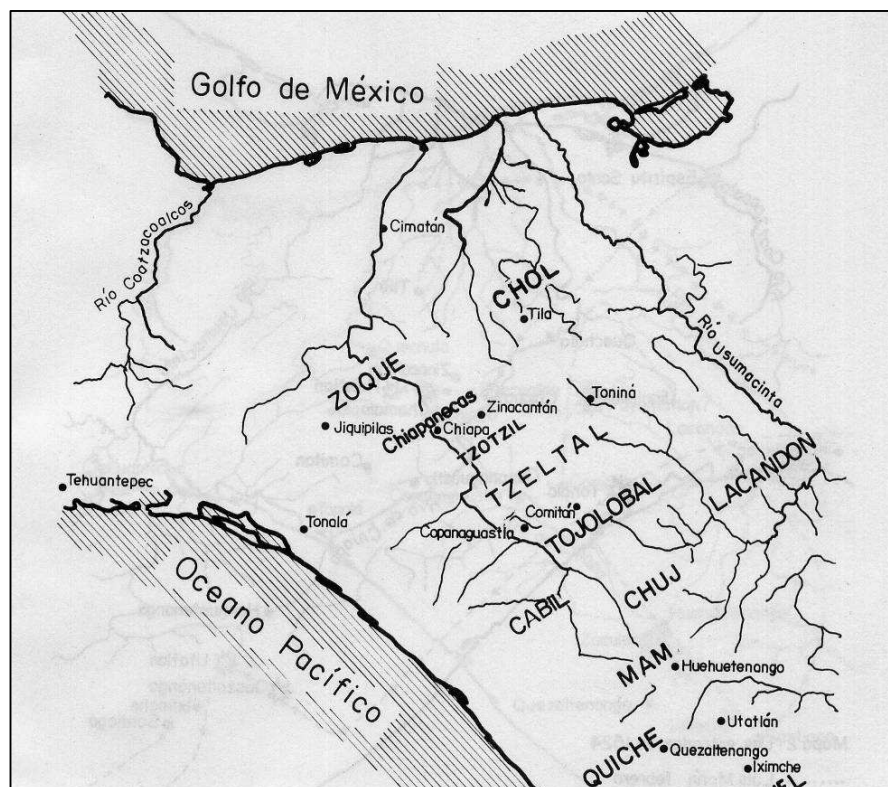 Golfo de México
Río Coatzacoalcos
Cimatán
CHOL
Tila
Río Usumacinta
ZOQUE
Chiapanecas
Jiquipilas
Chiapa
Zinacantán
Toniná
TZOTZIL
TZELTAL
LACANDON
Tehuantepec
Tonalá
Comitán
Copanaguastla
TOJOLOBAL
Oceano Pacífico
CABIL
CHUJ
MAM
Huehuetenango
Utatlán
QUICHE
Quezaltenango
Iximche